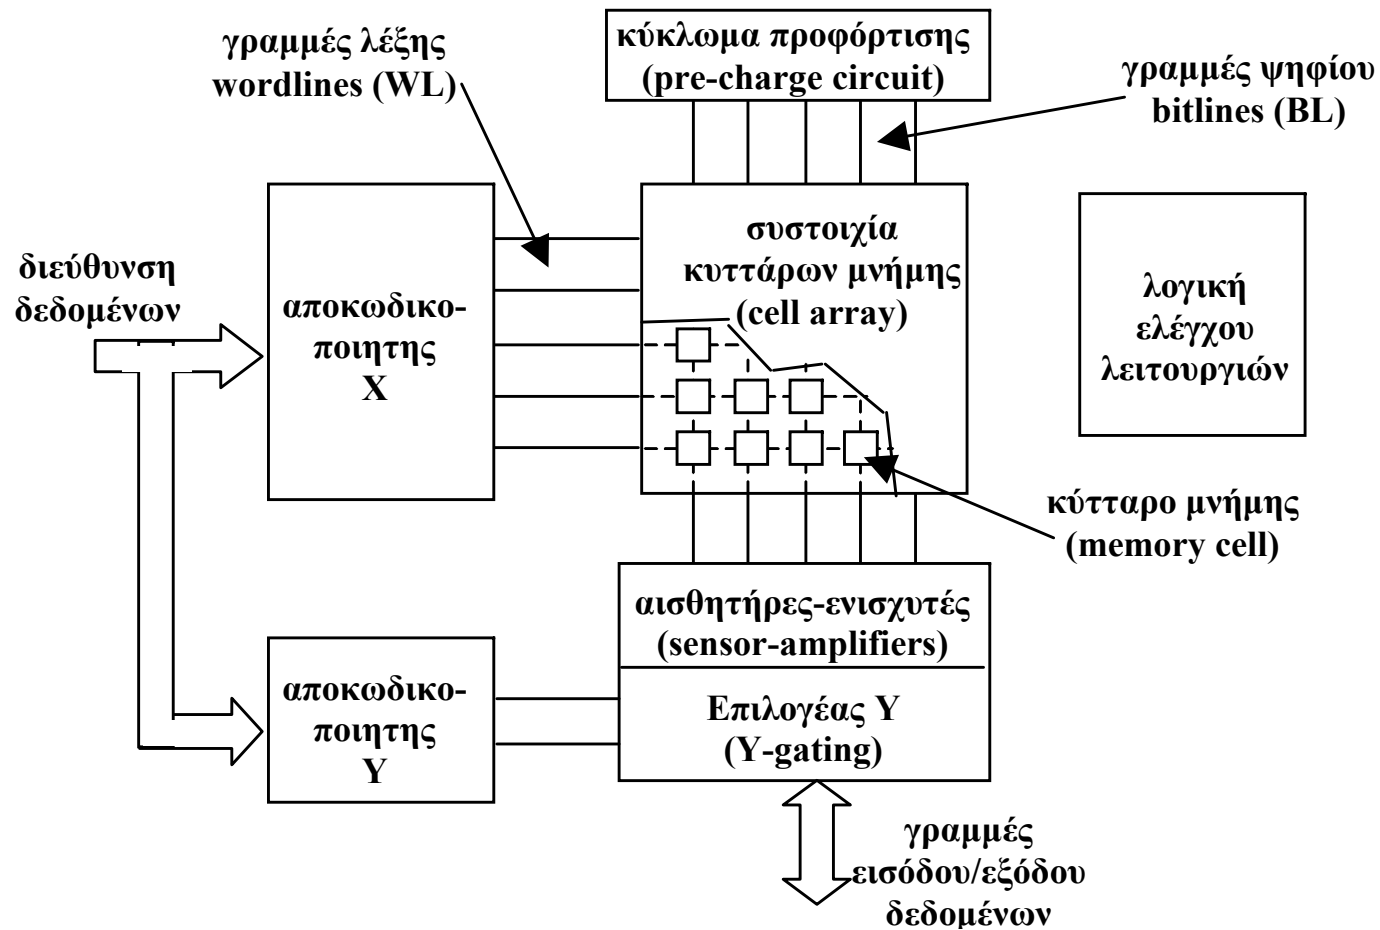 γραμμές λέξης
wordlines (WL)
κύκλωμα προφόρτισης
(pre-charge circuit)
γραμμές ψηφίου
bitlines (BL)
διεύθυνση
δεδομένων
αποκωδικο-
ποιητης
X
συστοιχία
κυττάρων μνήμης
(cell array)
λογική
ελέγχου
λειτουργιών
κύτταρο μνήμης
(memory cell)
αισθητήρες-ενισχυτές
(sensor-amplifiers)
αποκωδικο-
ποιητης
Y
Επιλογέας Υ
(Y-gating)
γραμμές
εισόδου/εξόδου
δεδομένων